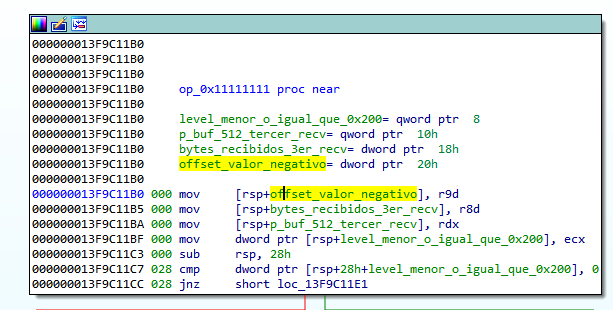 000000013F9C11B0
000000013F9C11B0
000000013F9C11B0
000000013F9C11B0 op_0x11111111 proc near
000000013F9C11B0
000000013F9C11B0 level_menor_o_igual_que_0x200= qword ptr  8
000000013F9C11B0 p_buf_512_tercer_recv= qword ptr  10h
000000013F9C11B0 bytes_recibidos_3er_recv= dword ptr  18h
000000013F9C11B0 offset_valor_negativo= dword ptr  20h
000000013F9C11B0
000000013F9C11B0 000 mov     [rsp+offset_valor_negativo], r9d
000000013F9C11B5 000 mov     [rsp+bytes_recibidos_3er_recv], r8d
000000013F9C11BA 000 mov     [rsp+p_buf_512_tercer_recv], rdx
000000013F9C11BF 000 mov     dword ptr [rsp+level_menor_o_igual_que_0x200], ecx
000000013F9C11C3 000 sub     rsp, 28h
000000013F9C11C7 028 cmp     dword ptr [rsp+28h+level_menor_o_igual_que_0x200], 0
000000013F9C11CC 028 jnz     short loc_13F9C11E1